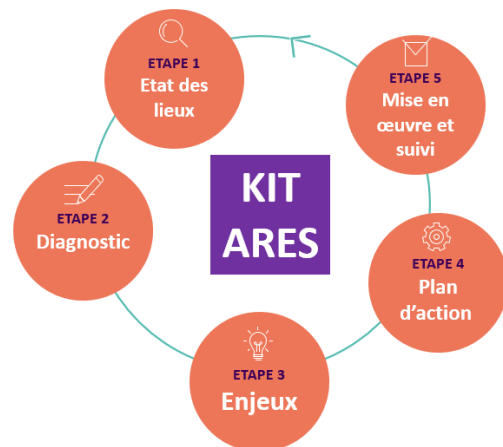 ETAPE 1
Etat des
lieux
ETAPE 2
Diagnostic
ETAPE 3
Enjeux
ETAPE 4
Plan
d'action
ETAPE 5
Mise en
œuvre et
suivi
KIT
ARES